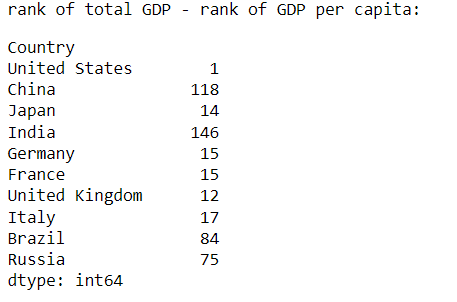 rank of total GDP - rank of GDP per capita:
Country
United States 1
China 118
Japan 14
India 146
Germany 15
France 15
United Kingdom 12
Italy 17
Brazil 84
Russia 75
dtype: int64